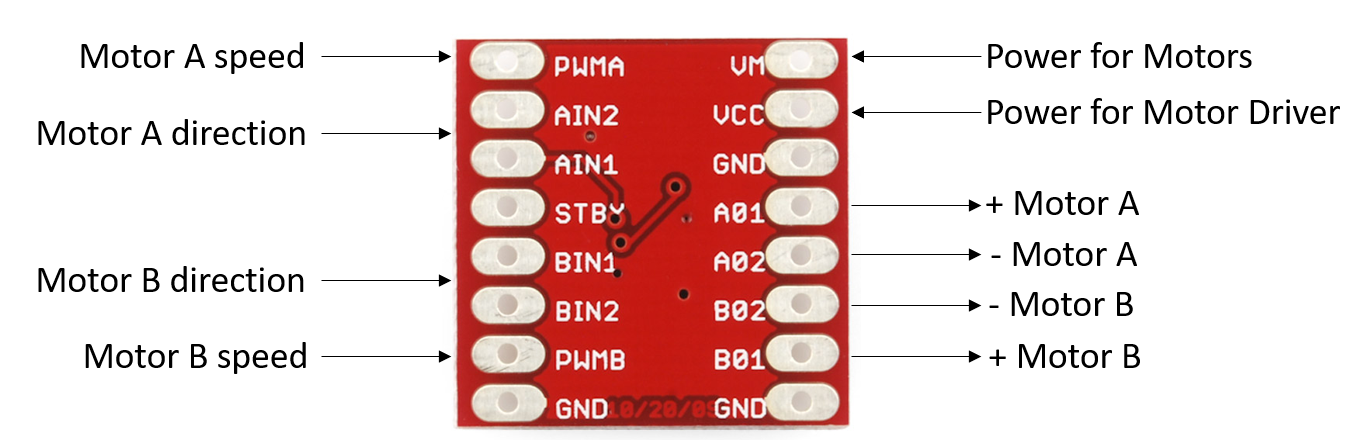 Motor A speed
PWMA
VM
Power for Motors
AIN2
VCC
Power for Motor Driver
Motor A direction
AIN1
GND
STBY
A01
+ Motor A
BIN1
A02
- Motor A
Motor B direction
BIN2
B02
- Motor B
Motor B speed
PWMB
B01
+ Motor B
GND
10/20/09
GND